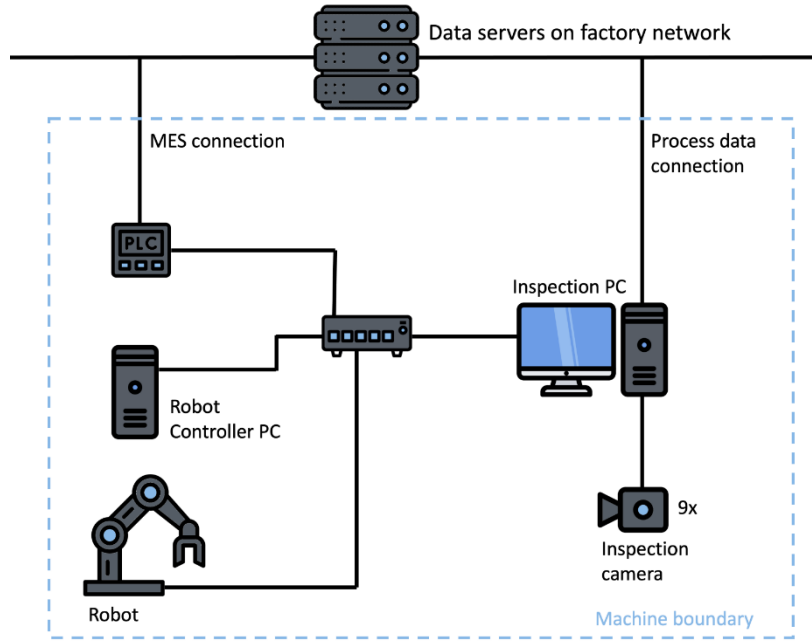 Data servers on factory network
MES connection
Process data
connection
PLC
Inspection PC
Robot
Controller PC
9x
Inspection
camera
Robot
Machine boundary